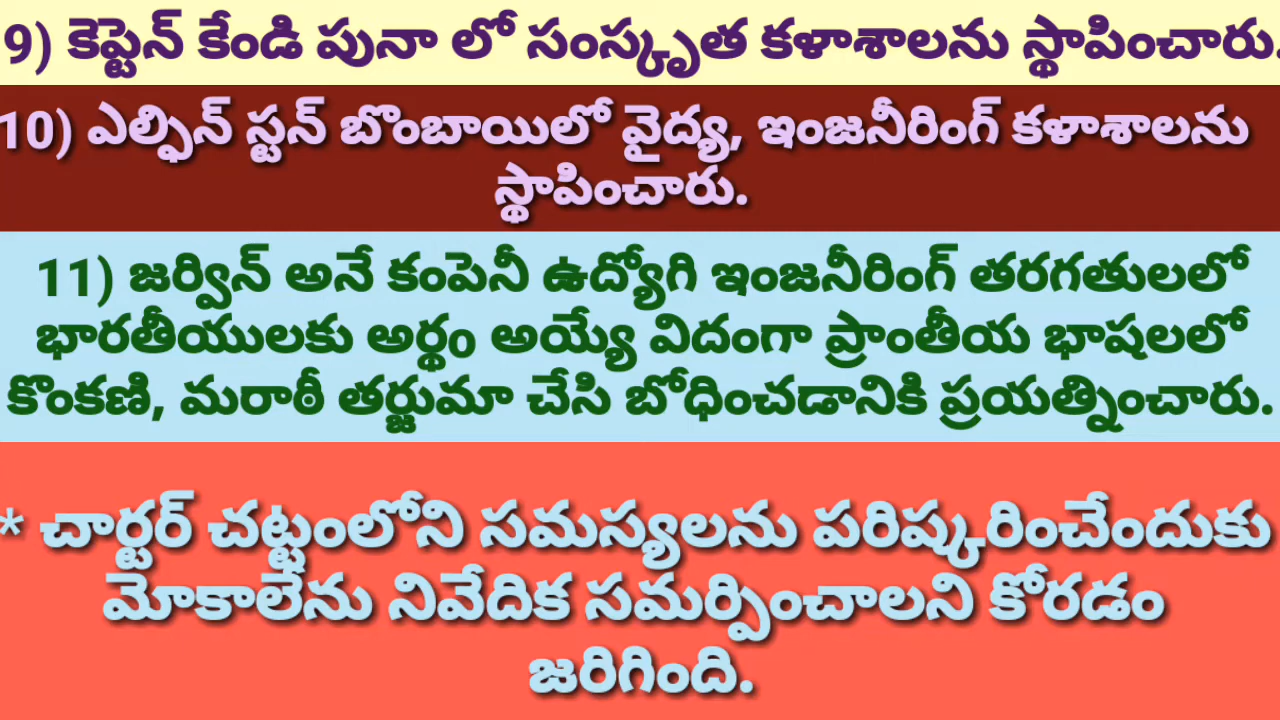 9) కెప్టెన్ కేండి పునా లో సంస్కృత కళాశాలను స్థాపించారు.
10) ఎల్ఫిన్ స్టన్ బొంబాయిలో వైద్య, ఇంజనీరింగ్ కళాశాలను
స్థాపించారు.
11) జర్విన్ అనే కంపెనీ ఉద్యోగి ఇంజనీరింగ్ తరగతులలో
భారతీయులకు అర్థం అయ్యే విదంగా ప్రాంతీయ భాషలలో
కొంకణి, మరాఠీ తర్జుమా చేసి బోధించడానికి ప్రయత్నించారు.
* చార్టర్ చట్టంలోని సమస్యలను పరిష్కరించేందుకు
మోకాలేను నివేదిక సమర్పించాలని కోరడం
జరిగింది.